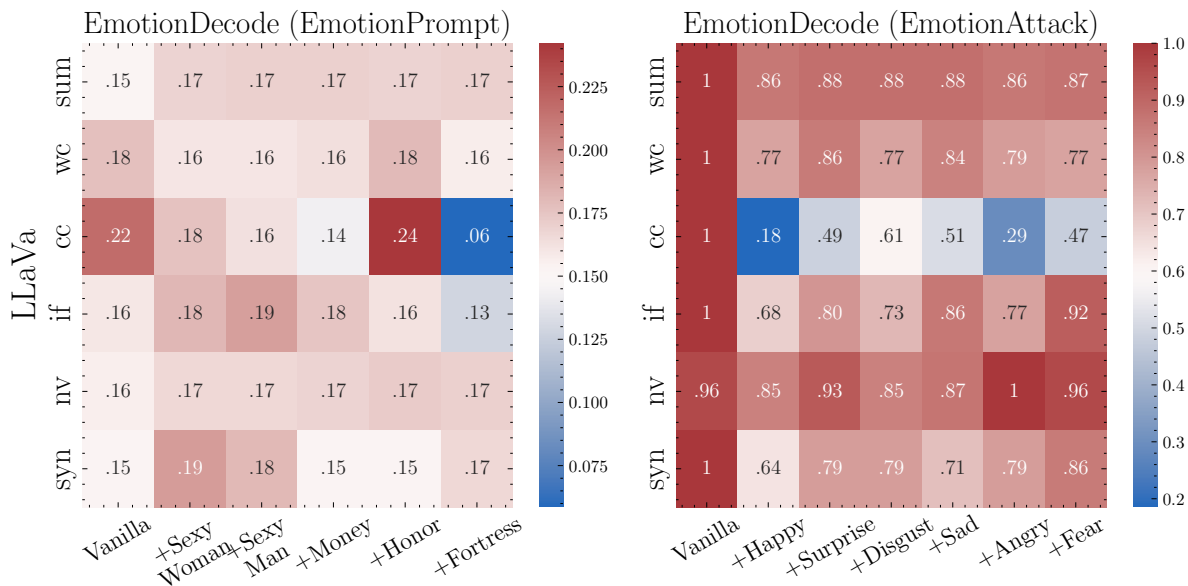 EmotionDecode (EmotionPrompt)
EmotionDecode (EmotionAttack)
LLaVa
sum .15 .17 .17 .17 .17 .17
wc .18 .16 .16 .16 .18 .16
cc .22 .18 .16 .14 .24 .06
if .16 .18 .19 .18 .16 .13
nv .16 .17 .17 .17 .17 .17
syn .15 .19 .18 .15 .15 .17
Vanilla
+Sexy
Woman
+Sexy
Man
+Money
+Honor
+Fortress
0.225
0.200
0.175
0.150
0.125
0.100
0.075
sum 1 .86 .88 .88 .88 .86 .87
wc 1 .77 .86 .77 .84 .79 .77
cc 1 .18 .49 .61 .51 .29 .47
if 1 .68 .80 .73 .86 .77 .92
nv .96 .85 .93 .85 .87 1 .96
syn 1 .64 .79 .79 .71 .79 .86
Vanilla
+Happy
+Surprise
+Disgust
+Sad
+Angry
+Fear
1.0
0.9
0.8
0.7
0.6
0.5
0.4
0.3
0.2